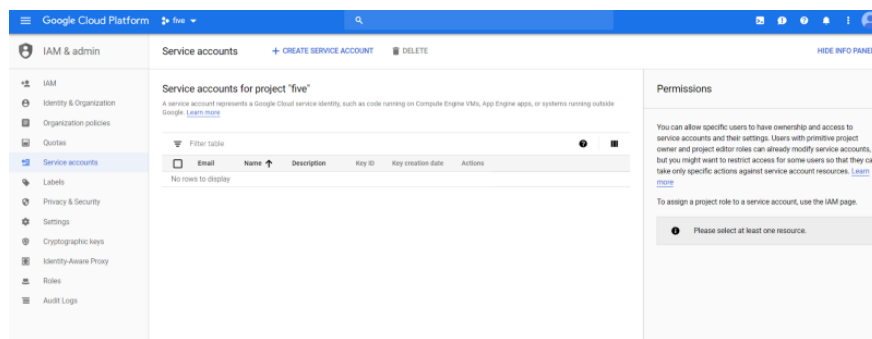 Google Cloud Platform five
IAM & admin
Service accounts
+ CREATE SERVICE ACCOUNT
DELETE
HIDE INFO PANEL
IAM
Identity & Organization
Organization policies
Quotas
Service accounts
Labels
Privacy & Security
Settings
Cryptographic keys
Identity-Aware Proxy
Roles
Audit Logs
Service accounts for project "five"
A service account represents a Google Cloud service identity, such as code running on Compute Engine VMs, App Engine apps, or systems running outside
Google. Learn more
Filter table
Email Name Description Key ID Key creation date Actions
No rows to display
Permissions
You can allow specific users to have ownership and access to
service accounts and their settings. Users with primitive project
owner and project editor roles can already modify service accounts,
but you might want to restrict access for some users so that they ca
take only specific actions against service account resources. Learn
more
To assign a project role to a service account, use the IAM page.
Please select at least one resource.